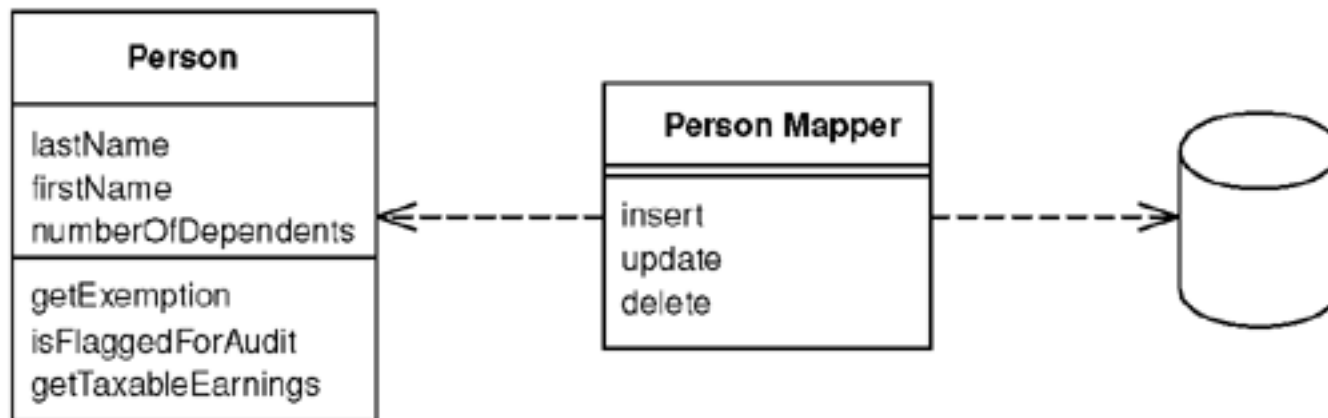 Person
lastName
firstName
numberOfDependents
getExemption
isFlaggedForAudit
getTaxableEarnings
Person Mapper
insert
update
delete